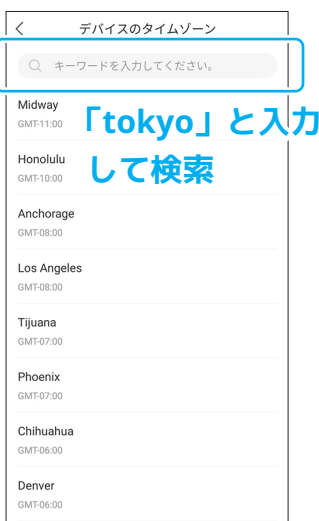 デバイスのタイムゾーン
キーワードを入力してください。
Midway
GMT-11:00
「tokyo」と入力
して検索
Honolulu
GMT-10:00
Anchorage
GMT-08:00
Los Angeles
GMT-08:00
Tijuana
GMT-07:00
Phoenix
GMT-07:00
Chihuahua
GMT-06:00
Denver
GMT-06:00